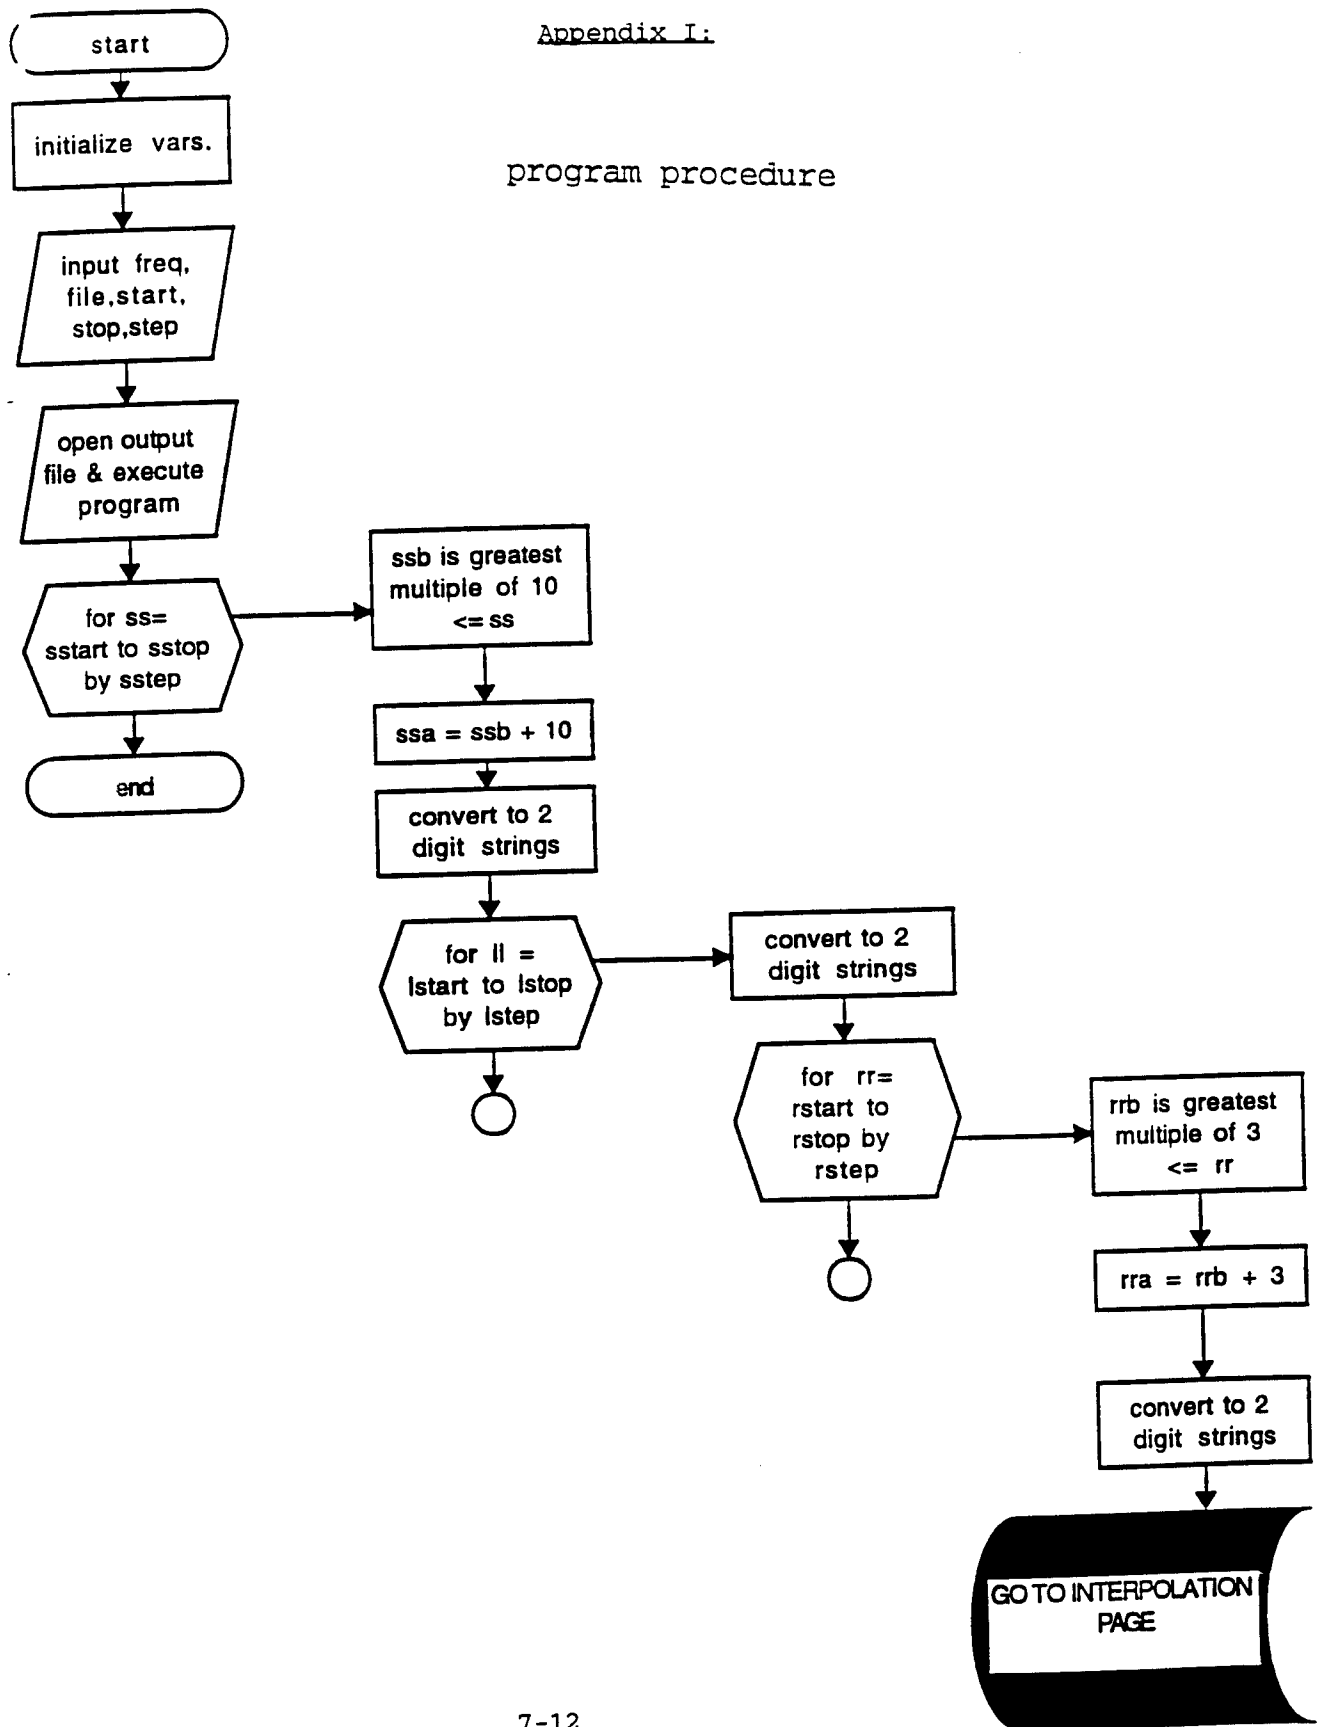 Appendix I:
program procedure
start
initialize vars.
input freq,
file,start,
stop,step
open output
file & execute
program
for ss=
sstart to sstop
by sstep
end
ssb is greatest
multiple of 10
<= ss
ssa = ssb + 10
convert to 2
digit strings
for ll =
lstart to lstop
by lstep
convert to 2
digit strings
for rr=
rstart to
rstop by
rstep
rrb is greatest
multiple of 3
<= rr
rra = rrb + 3
convert to 2
digit strings
GO TO INTERPOLATION
PAGE
7-12